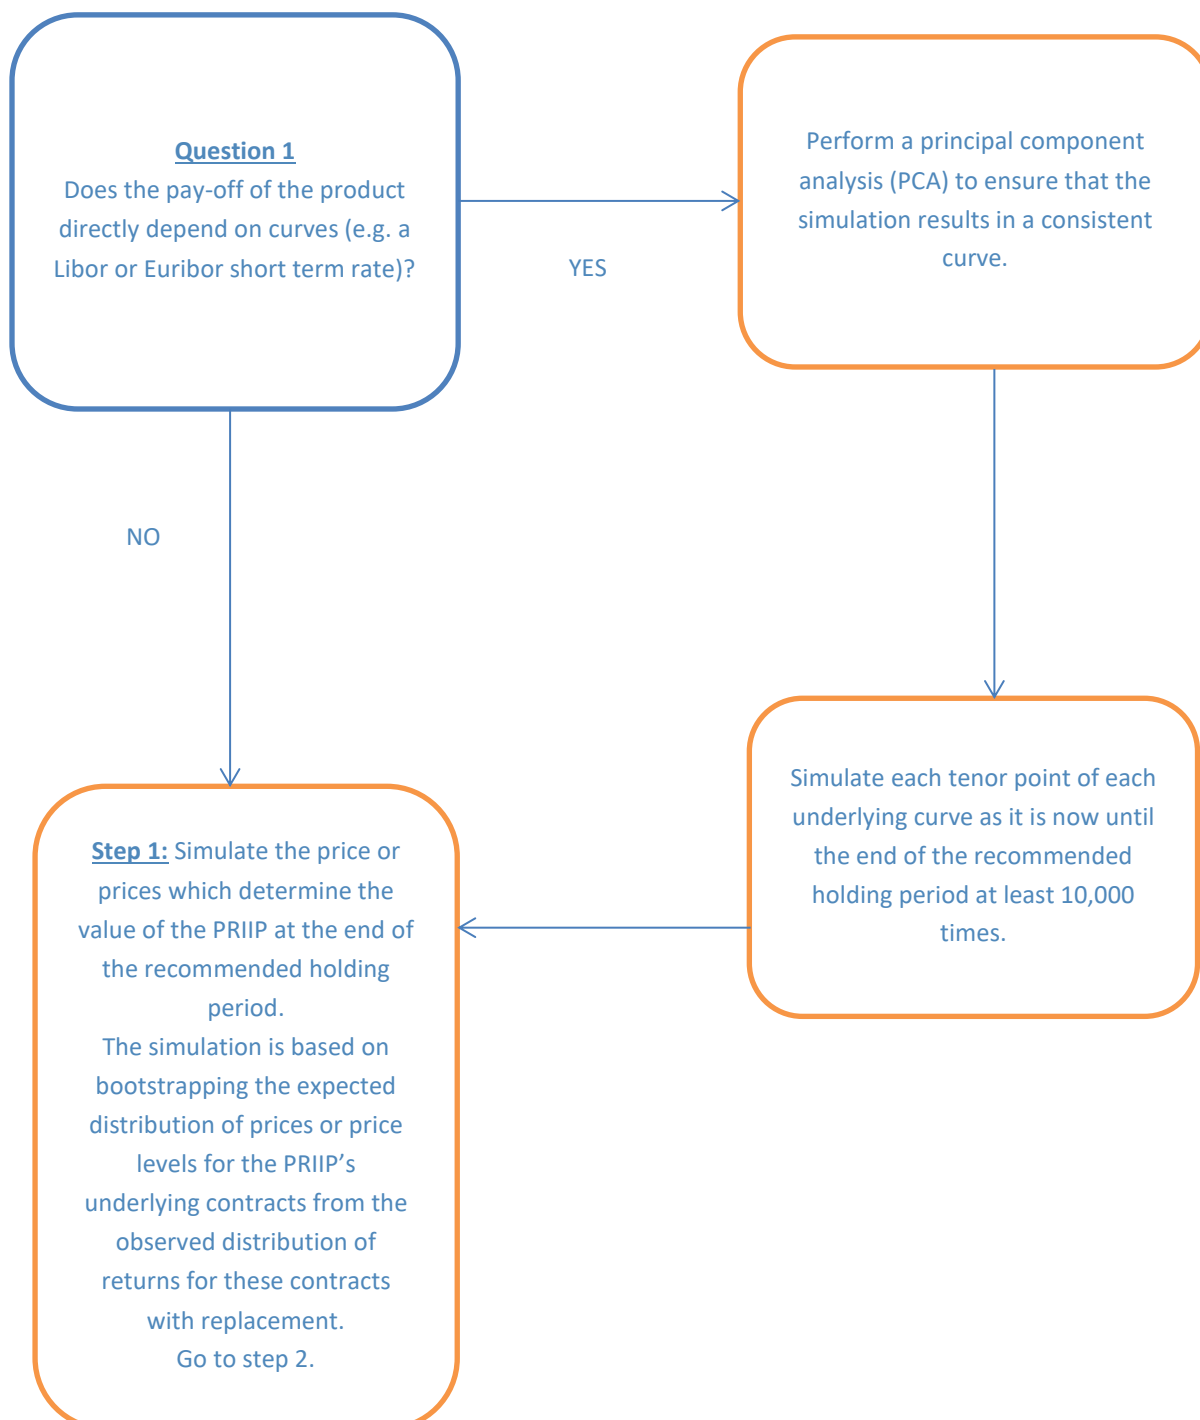 Question 1
Does the pay-off of the product
directly depend on curves (e.g. a
Libor or Euribor short term rate)?
YES
Perform a principal component
analysis (PCA) to ensure that the
simulation results in a consistent
curve.
NO
Simulate each tenor point of each
underlying curve as it is now until
the end of the recommended
holding period at least 10,000
times.
Step 1: Simulate the price or
prices which determine the
value of the PRIIP at the end of
the recommended holding
period.
The simulation is based on
bootstrapping the expected
distribution of prices or price
levels for the PRIIP’s
underlying contracts from the
observed distribution of
returns for these contracts
with replacement.
Go to step 2.